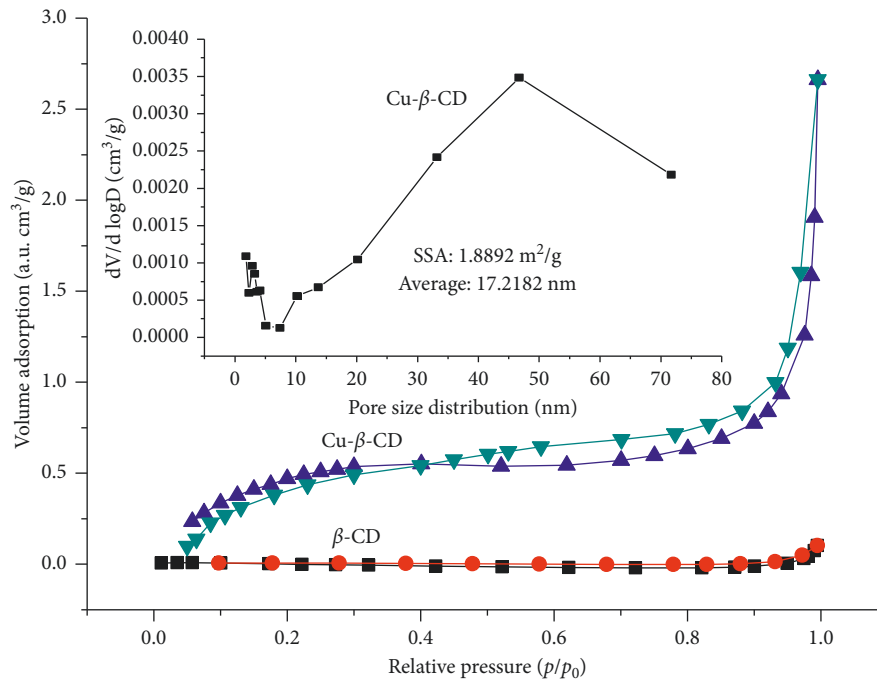 3.0
2.5
2.0
1.5
1.0
0.5
0.0
Volume adsorption (a.u. cm³/g)
0.0040
0.0035
0.0030
0.0025
0.0020
0.0015
0.0010
0.0005
0.0000
dV/d logD (cm³/g)
Cu-β-CD
SSA: 1.8892 m²/g
Average: 17.2182 nm
0 10 20 30 40 50 60 70 80
Pore size distribution (nm)
Cu-β-CD
β-CD
0.0 0.2 0.4 0.6 0.8 1.0
Relative pressure (p/p₀)